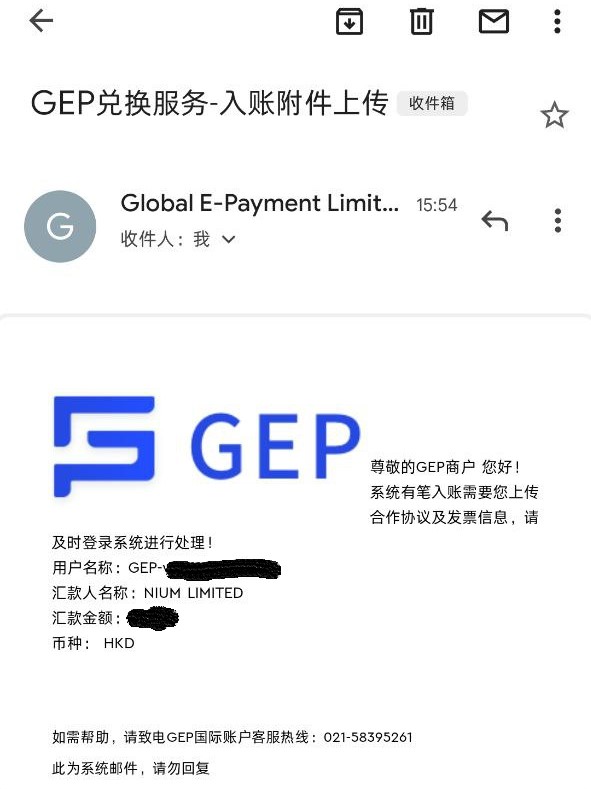 GEP兑换服务-入账附件上传 收件箱
G
Global E-Payment Limit... 15:54
收件人：我
GEP
尊敬的GEP商户 您好！
系统有笔入账需要您上传
合作协议及发票信息，请
及时登录系统进行处理！
用户名称：GEP-
汇款人名称：NIUM LIMITED
汇款金额：
币种： HKD
如需帮助，请致电GEP国际账户客服热线：021-58395261
此为系统邮件，请勿回复